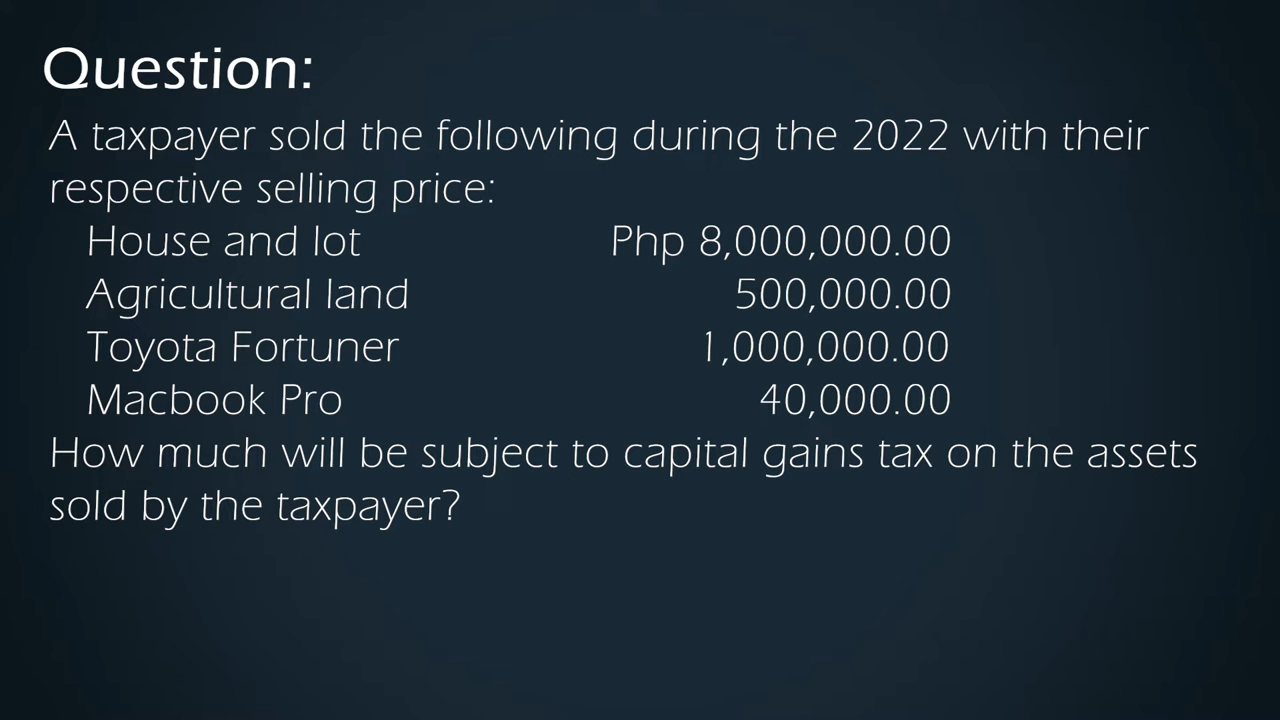 Question:
A taxpayer sold the following during the 2022 with their
respective selling price:
House and lot Php 8,000,000.00
Agricultural land 500,000.00
Toyota Fortuner 1,000,000.00
Macbook Pro 40,000.00
How much will be subject to capital gains tax on the assets
sold by the taxpayer?